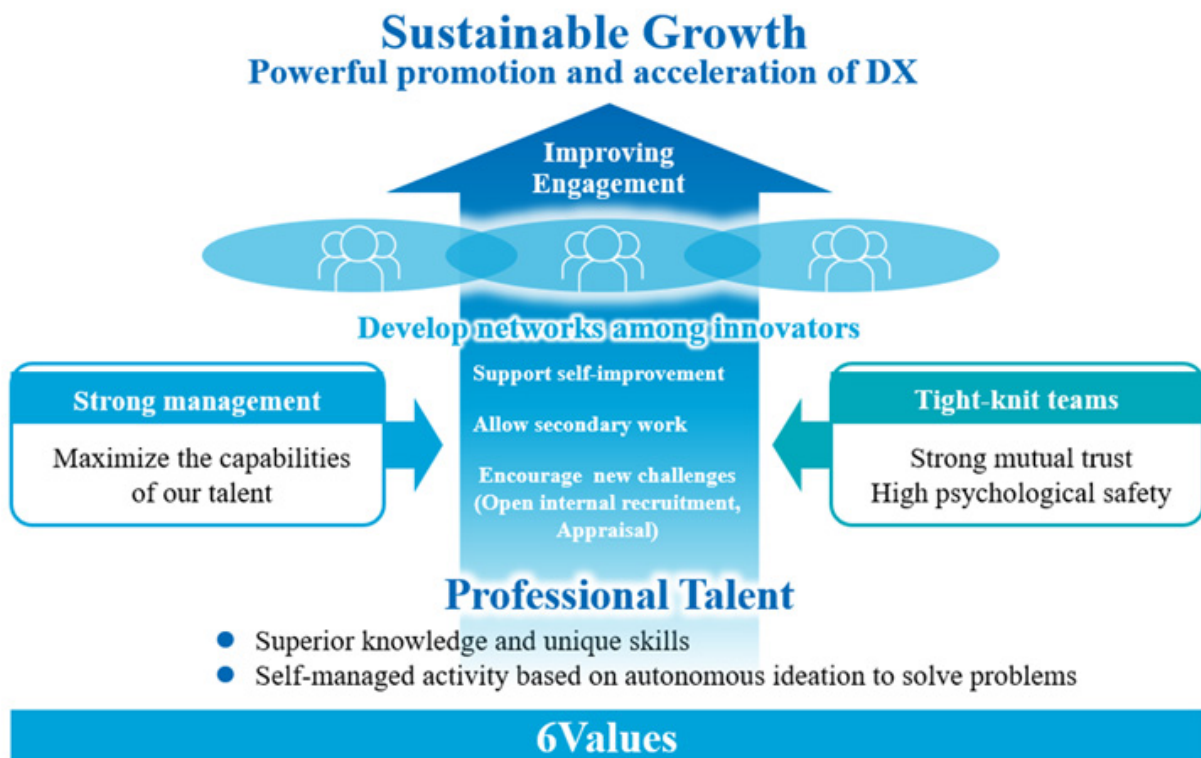 Sustainable Growth
Powerful promotion and acceleration of DX
Improving
Engagement
Develop networks among innovators
Strong management
Maximize the capabilities
of our talent
Support self-improvement
Allow secondary work
Encourage new challenges
(Open internal recruitment,
Appraisal)
Tight-knit teams
Strong mutual trust
High psychological safety
Professional Talent
● Superior knowledge and unique skills
● Self-managed activity based on autonomous ideation to solve problems
6Values